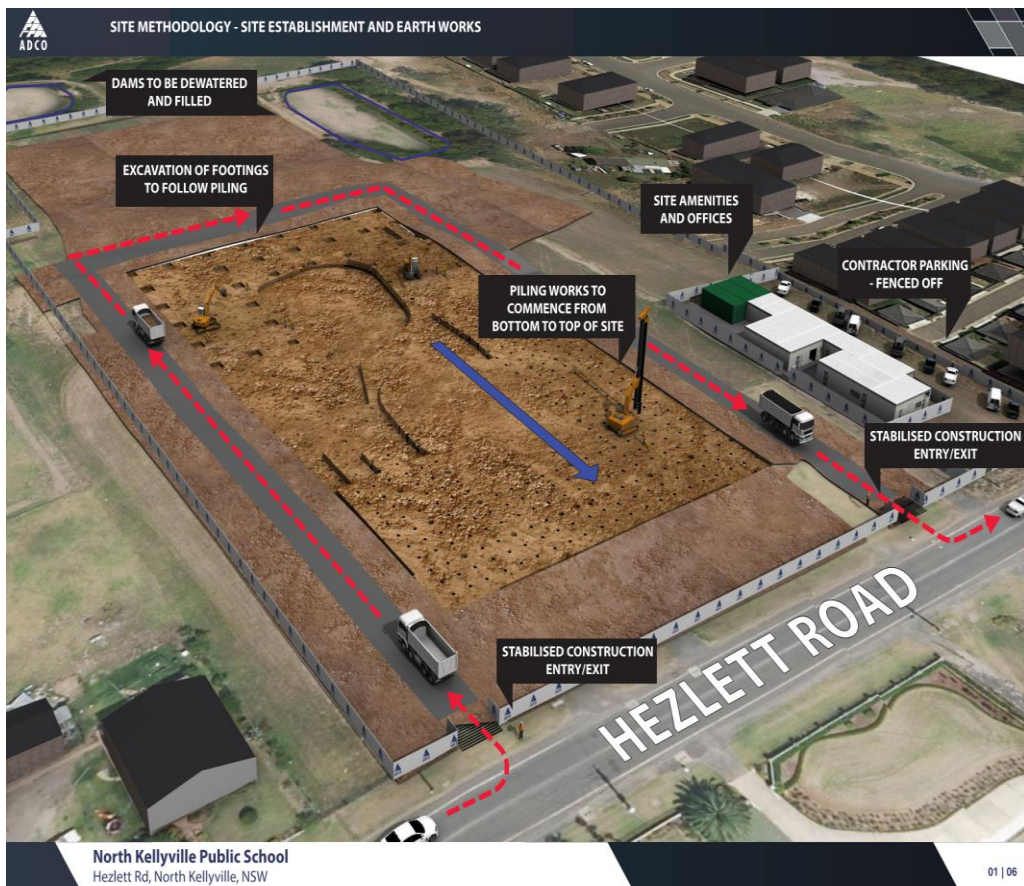 ADCO
SITE METHODOLOGY - SITE ESTABLISHMENT AND EARTH WORKS
DAMS TO BE DEWATERED
AND FILLED
EXCAVATION OF FOOTINGS
TO FOLLOW PILING
SITE AMENITIES
AND OFFICES
CONTRACTOR PARKING
- FENCED OFF
PILING WORKS TO
COMMENCE FROM
BOTTOM TO TOP OF SITE
STABILISED CONSTRUCTION
ENTRY/EXIT
STABILISED CONSTRUCTION
ENTRY/EXIT
HEZLETT ROAD
North Kellyville Public School
Hezlett Rd, North Kellyville, NSW
01 | 06